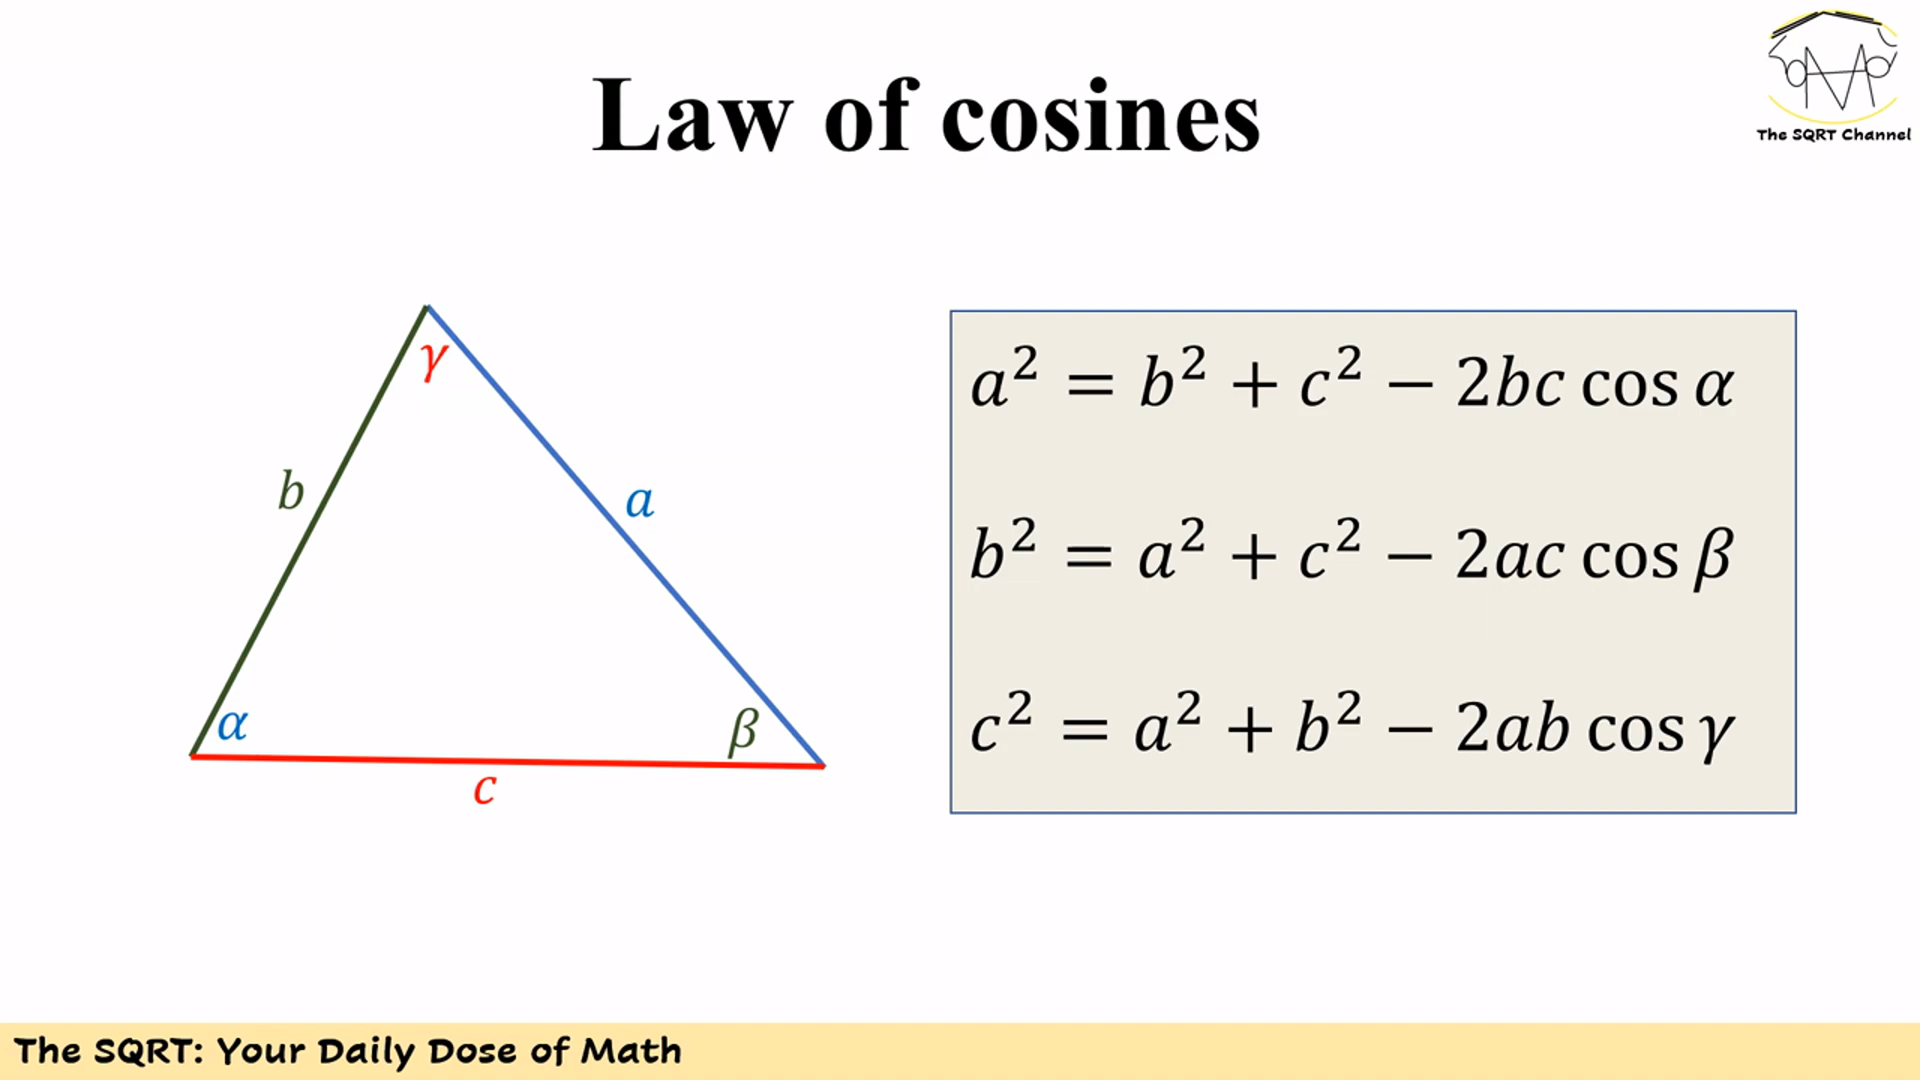 Law of cosines
The SQRT Channel
γ
b
a
α
β
c
a² = b² + c² − 2bc cos α
b² = a² + c² − 2ac cos β
c² = a² + b² − 2ab cos γ
The SQRT: Your Daily Dose of Math